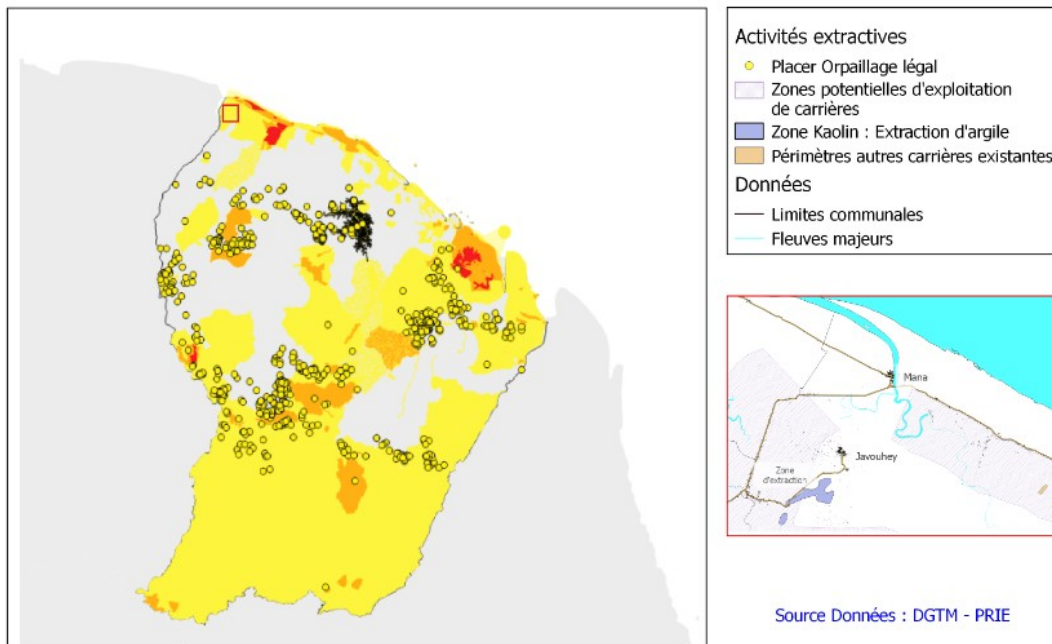 Activités extractives
Placer Orpaillage légal
Zones potentielles d'exploitation
de carrières
Zone Kaolin : Extraction d'argile
Périmètres autres carrières existantes
Données
Limites communales
Fleuves majeurs
Mana
Javouhey
Zone
d'extraction
Source Données : DGTM - PRIE